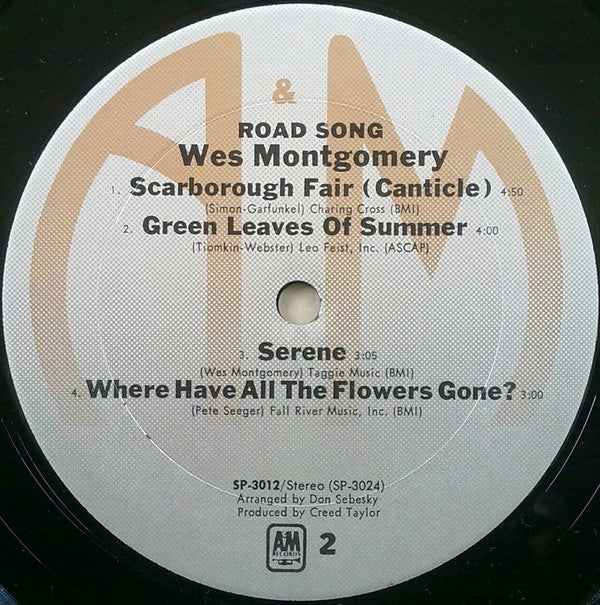 A&M
ROAD SONG
Wes Montgomery
1. Scarborough Fair (Canticle) 4:50
(Simon-Garfunkel) Charing Cross (BMI)
2. Green Leaves Of Summer 4:00
(Tiomkin-Webster) Leo Feist, Inc. (ASCAP)
3. Serene 3:05
(Wes Montgomery) Taggie Music (BMI)
4. Where Have All The Flowers Gone? 3:00
(Pete Seeger) Fall River Music, Inc. (BMI)
SP-3012/Stereo (SP-3024)
Arranged by Don Sebesky
Produced by Creed Taylor
AM RECORDS 2